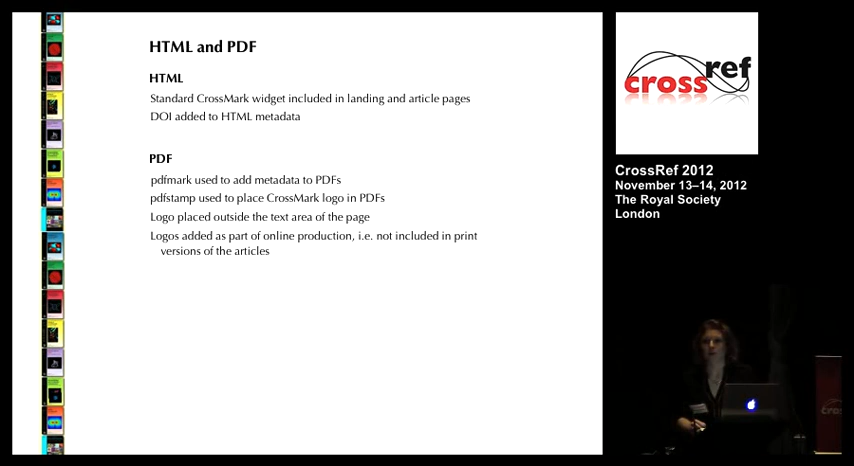 HTML and PDF
HTML
Standard CrossMark widget included in landing and article pages
DOI added to HTML metadata
PDF
pdfmark used to add metadata to PDFs
pdfstamp used to place CrossMark logo in PDFs
Logo placed outside the text area of the page
Logos added as part of online production, i.e. not included in print
versions of the articles
crossref
CrossRef 2012
November 13–14, 2012
The Royal Society
London